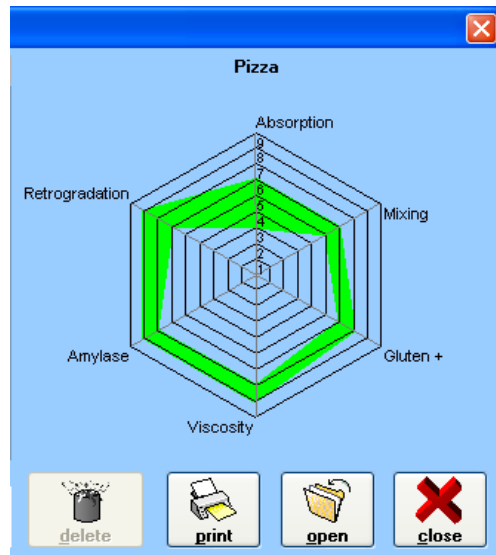 Pizza
Absorption
9
8
7
6
5
4
3
2
1
Retrogradation
Mixing
Amylase
Gluten +
Viscosity
delete
print
open
close